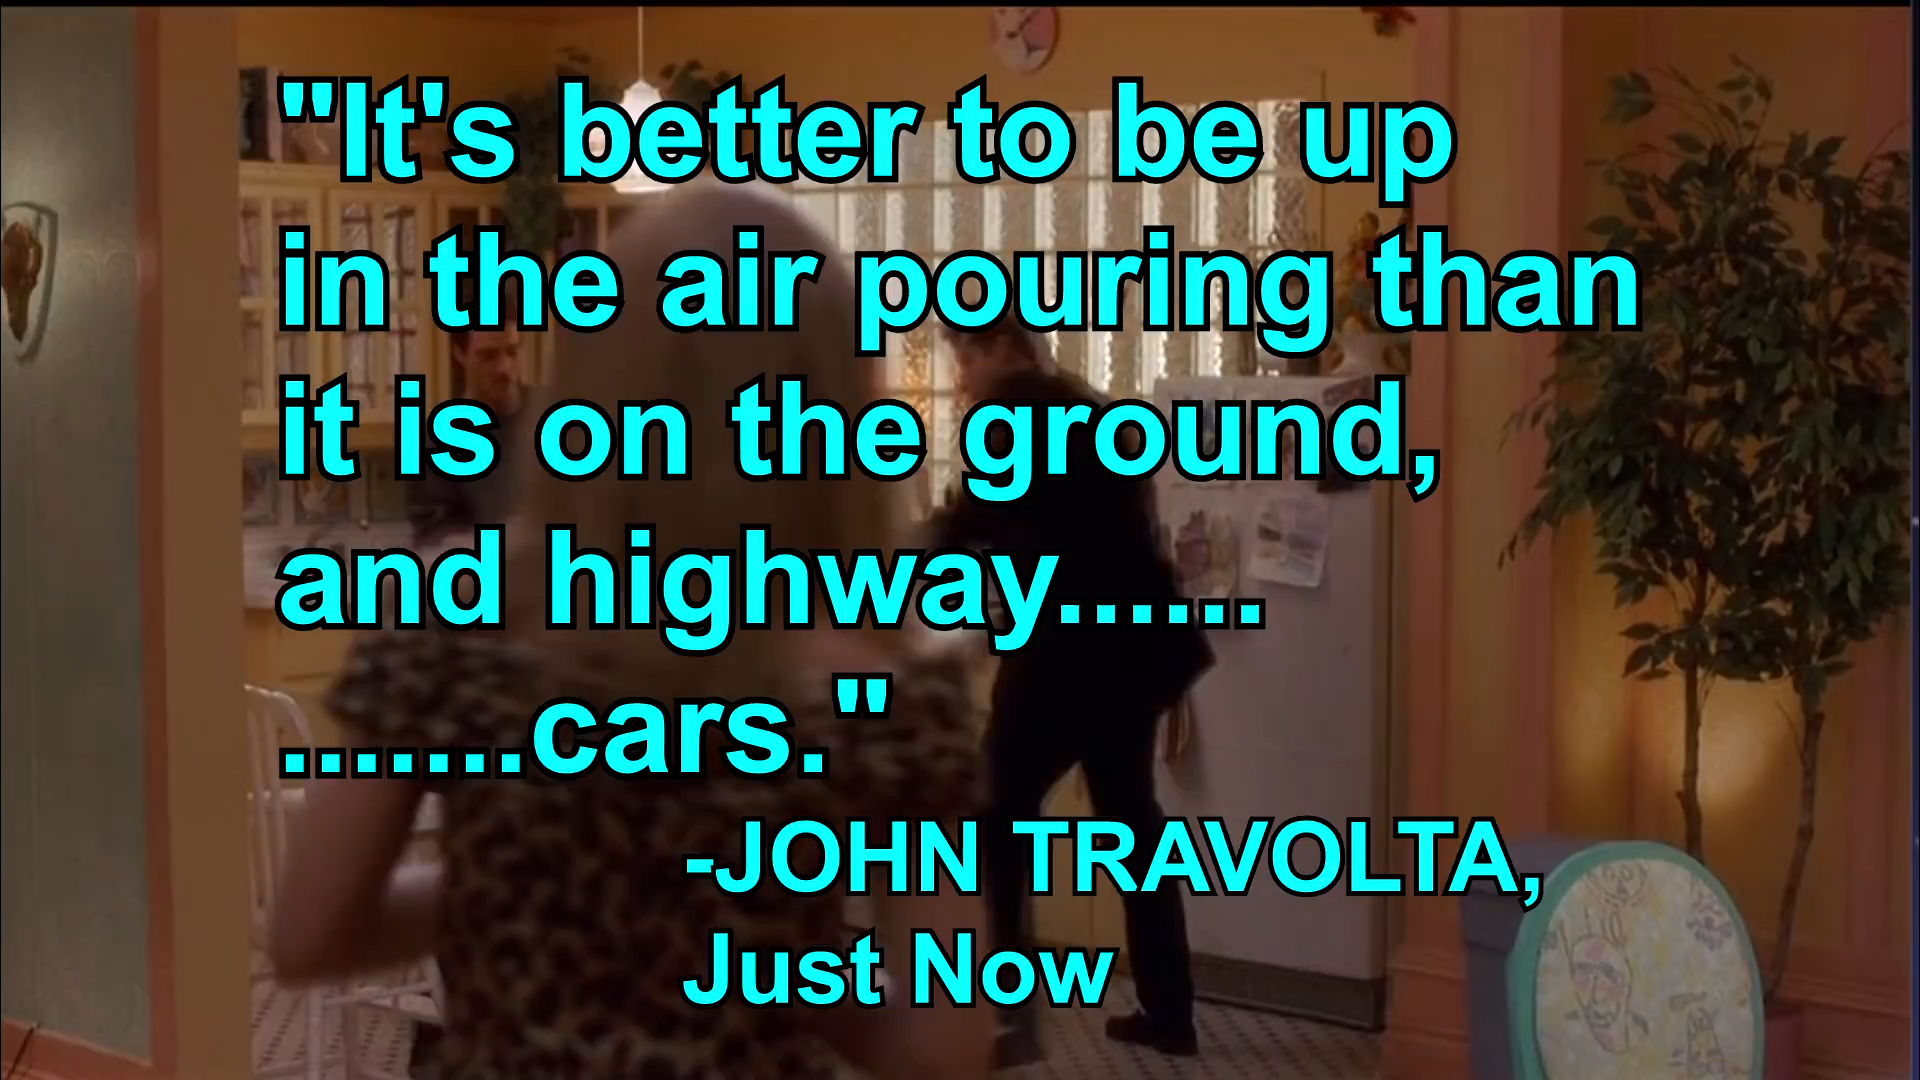 "It's better to be up
in the air pouring than
it is on the ground,
and highway......
.......cars."
-JOHN TRAVOLTA,
Just Now